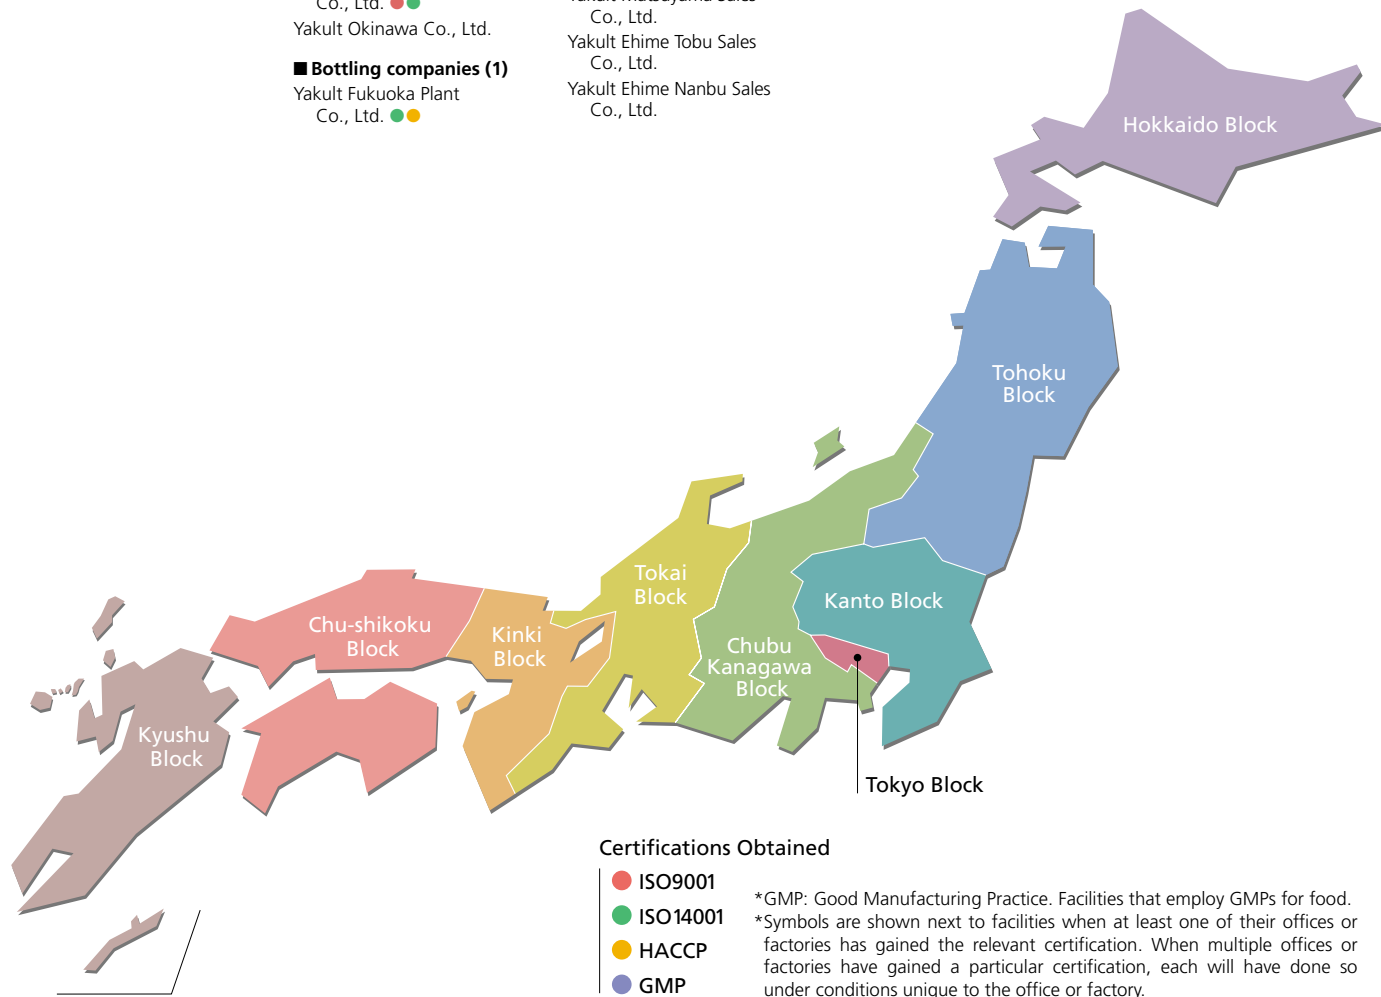 Co., Ltd.
Yakult Okinawa Co., Ltd.
■ Bottling companies (1)
Yakult Fukuoka Plant
Co., Ltd.
Yakult Matsuyama Sales
Co., Ltd.
Yakult Ehime Tobu Sales
Co., Ltd.
Yakult Ehime Nanbu Sales
Co., Ltd.
Hokkaido Block
Tohoku
Block
Tokai
Block
Kanto Block
Chu-shikoku
Block
Kinki
Block
Chubu
Kanagawa
Block
Kyushu
Block
Tokyo Block
Certifications Obtained
ISO9001
ISO14001
HACCP
GMP
*GMP: Good Manufacturing Practice. Facilities that employ GMPs for food.
*Symbols are shown next to facilities when at least one of their offices or
factories has gained the relevant certification. When multiple offices or
factories have gained a particular certification, each will have done so
under conditions unique to the office or factory.